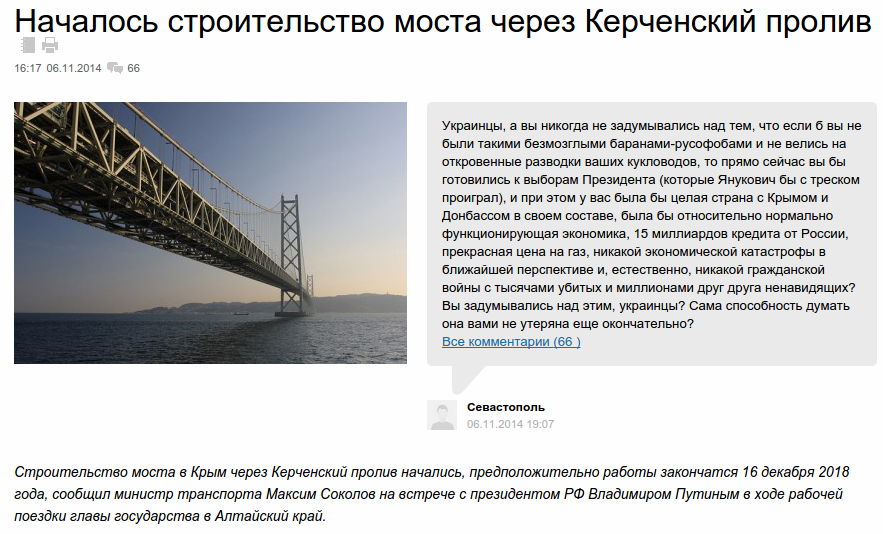 Началось строительство моста через Керченский пролив
16:17 06.11.2014 66
Украинцы, а вы никогда не задумывались над тем, что если б вы не
были такими безмозглыми баранами-русофобами и не велись на
откровенные разводки ваших кукловодов, то прямо сейчас вы бы
готовились к выборам Президента (которые Янукович бы с треском
проиграл), и при этом у вас была бы целая страна с Крымом и
Донбассом в своем составе, была бы относительно нормально
функционирующая экономика, 15 миллиардов кредита от России,
прекрасная цена на газ, никакой экономической катастрофы в
ближайшей перспективе и, естественно, никакой гражданской
войны с тысячами убитых и миллионами друг друга ненавидящих?
Вы задумывались над этим, украинцы? Сама способность думать
она вами не утеряна еще окончательно?
Все комментарии (66 )
Севастополь
06.11.2014 19:07
Строительство моста в Крым через Керченский пролив начались, предположительно работы закончатся 16 декабря 2018
года, сообщил министр транспорта Максим Соколов на встрече с президентом РФ Владимиром Путиным в ходе рабочей
поездки главы государства в Алтайский край.